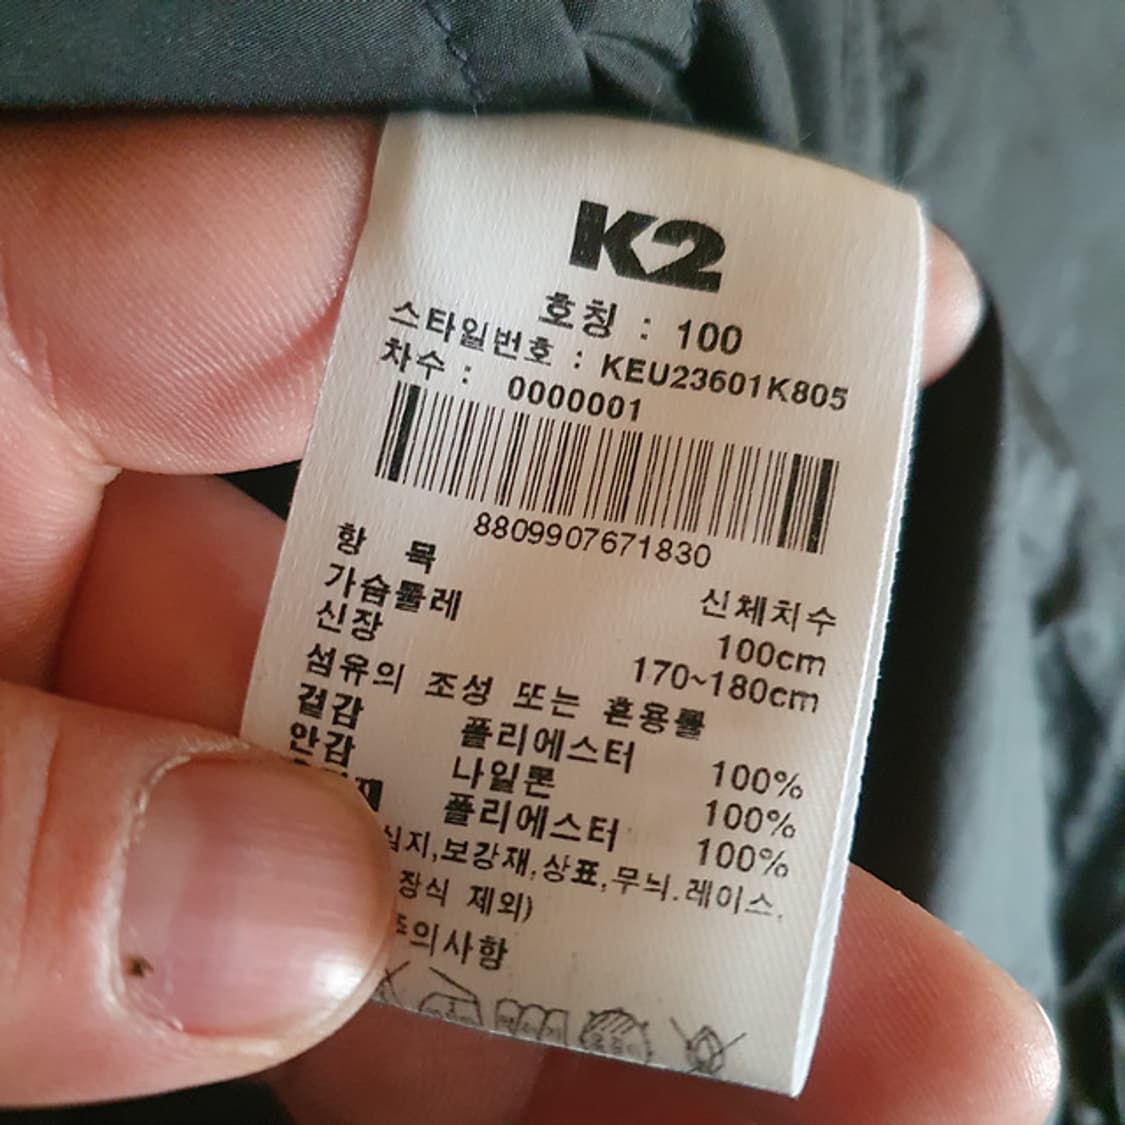 K2
호칭 : 100
스타일번호 : KEU23601K805
차수 : 0000001
8809907671830
항 목 신체치수
가슴둘레 100cm
신장 170~180cm
섬유의 조성 또는 혼용률
겉감 폴리에스터 100%
안감 나일론 100%
폴리에스터 100%
심지,보강재,상표,무늬.레이스.
장식 제외)
주의사항